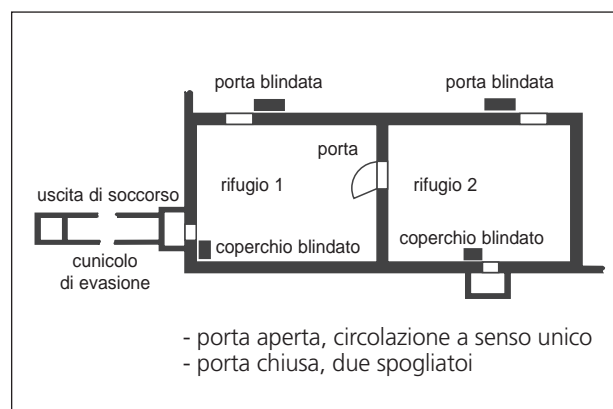 porta blindata
porta blindata
porta
rifugio 1
rifugio 2
uscita di soccorso
coperchio blindato
coperchio blindato
cunicolo
di evasione
- porta aperta, circolazione a senso unico
- porta chiusa, due spogliatoi